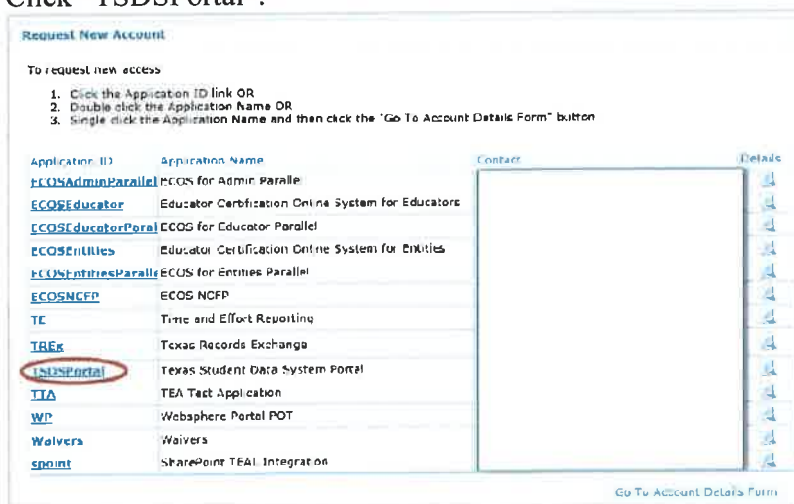 Click "TSDSPortal".
Request New Account
To request new access
1. Click the Application ID link OR
2. Double click the Application Name OR
3. Single click the Application Name and then click the "Go To Account Details Form" button
Application ID Application Name Contact Details
ECOSAdminParallel ECOS for Admin Parallel
ECOSEducator Educator Certification Online System for Educators
ECOSEducatorParal ECOS for Educator Parallel
ECOSEntities Educator Certification Online System for Entities
ECOSEntitiesParalle ECOS for Entities Parallel
ECOSNCFP ECOS NCFP
TE Time and Effort Reporting
TREx Texas Records Exchange
TSDSPortal Texas Student Data System Portal
TTA TEA Test Application
WP Websphere Portal POT
Waivers Waivers
spoint SharePoint TEAL Integration
Go To Account Details Form